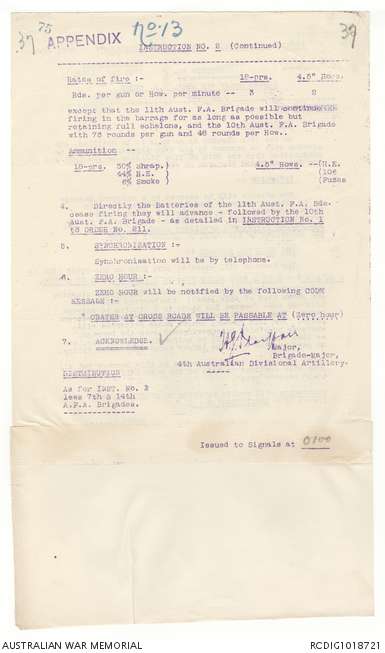 75
37 APPENDIX no. 13 39
INSTRUCTION NO. 2 (Continued)
Rates of fire :- 18-prs. 4.5" Hows.
Rds. per gun or How. per minute -- 3 2
except that the 11th Aust. F.A. Brigade will
firing in the barrage for as long as possible but
retaining full echelons, and the 10th Aust. F.A. Brigade
with 73 rounds per gun and 48 rounds per How..
Ammunition --
18-prs. 50% Shrap.) 4.5" Hows. --(H.E.
44% H.E. ) (106
6% Smoke ) (Fuzes
4. Directly the Batteries of the 11th Aust. F.A. Bde.
cease firing they will advance - followed by the 10th
Aust. F.A. Brigade - as detailed in INSTRUCTION No. 1
to ORDER No. 211.
5. SYNCHRONISATION :-
Synchronisation will be by telephone.
6. ZERO HOUR :-
ZERO HOUR will be notified by the following CODE
MESSAGE :-
" CRATER AT CROSS ROADS WILL BE PASSABLE AT (Zero hour)
7. ACKNOWLEDGE.
Major,
Brigade-Major,
4th Australian Divisional Artillery.
DISTRIBUTION
As for INST. No. 2
less 7th & 14th
A.F.A. Brigades.
Issued to Signals at 0100
AUSTRALIAN WAR MEMORIAL RCDIG1018721